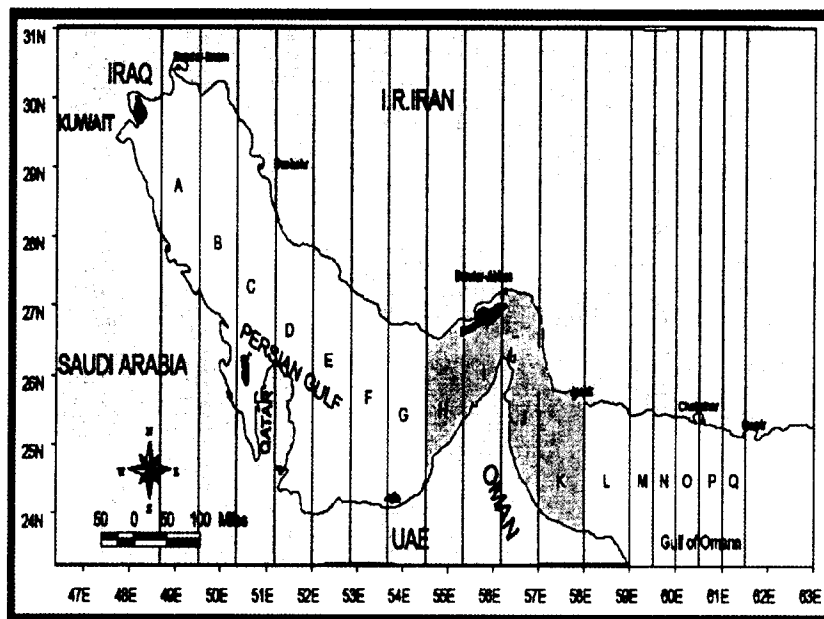 31N
30N
29N
28N
27N
26N
25N
24N
IRAQ
KUWAIT
I.R.IRAN
A
B
C
D
E
F
G
H
I
J
K
L
M
N
O
P
Q
PERSIAN GULF
SAUDI ARABIA
QATAR
UAE
OMAN
Gulf of Omana
N
S
50 0 50 100 Miles
47E 48E 49E 50E 51E 52E 53E 54E 55E 56E 57E 58E 59E 60E 61E 62E 63E